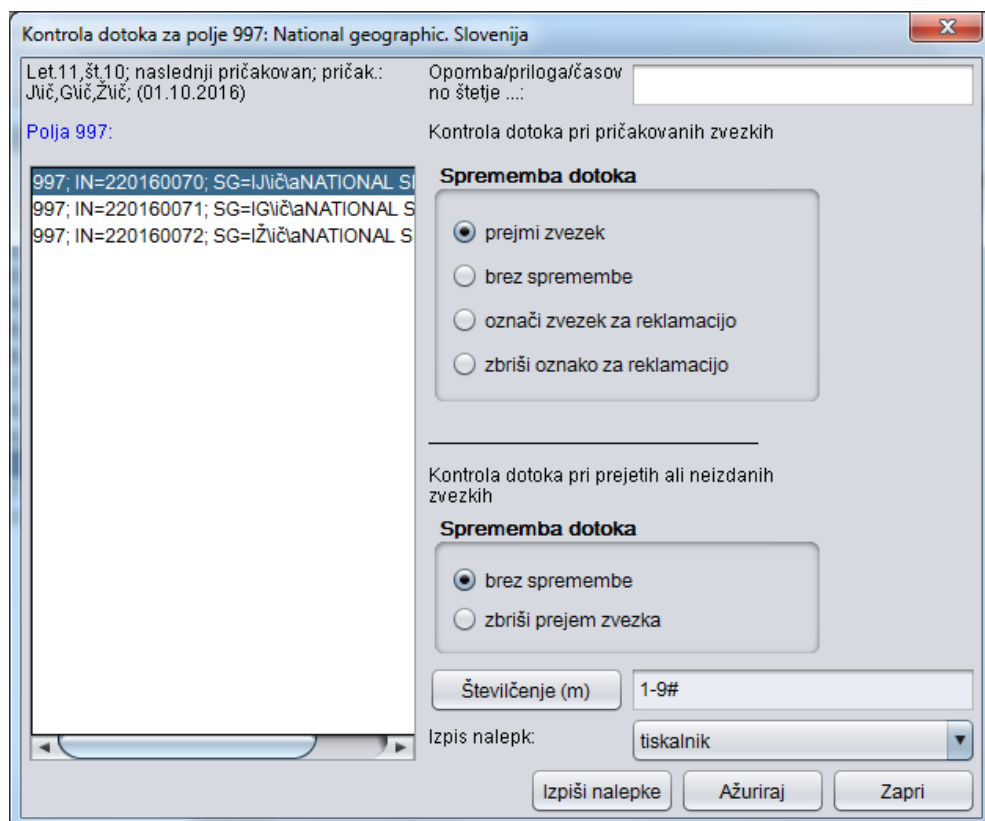 Kontrola dotoka za polje 997: National geographic. Slovenija
Let.11,št.10; naslednji pričakovan; pričak.:
J\ič,G\ič,Ž\ič; (01.10.2016)
Polja 997:
997; IN=220160070; SG=IJ\ič\aNATIONAL SI
997; IN=220160071; SG=IG\ič\aNATIONAL S
997; IN=220160072; SG=IŽ\ič\aNATIONAL S
Opomba/priloga/časov
no štetje ...:
Kontrola dotoka pri pričakovanih zvezkih
Sprememba dotoka
prejmi zvezek
brez spremembe
označi zvezek za reklamacijo
zbriši oznako za reklamacijo
Kontrola dotoka pri prejetih ali neizdanih
zvezkih
Sprememba dotoka
brez spremembe
zbriši prejem zvezka
Številčenje (m)
1-9#
Izpis nalepk:
tiskalnik
Izpiši nalepke
Ažuriraj
Zapri